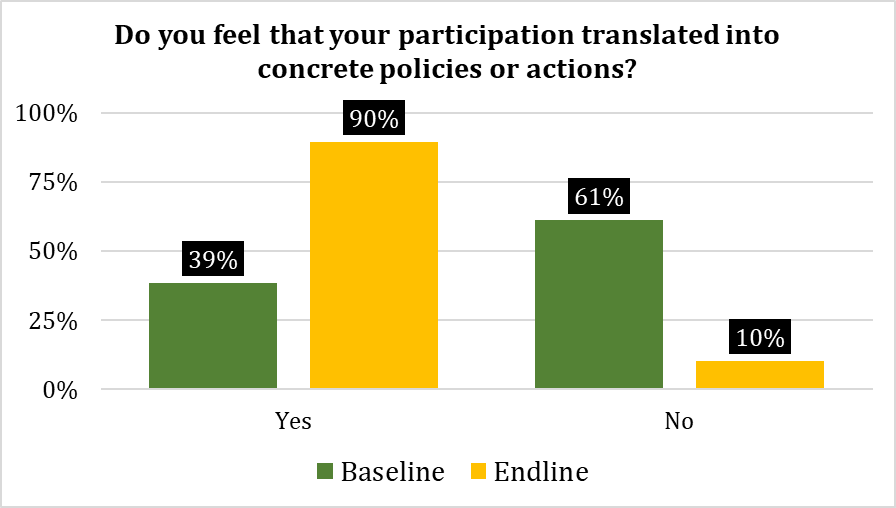 Do you feel that your participation translated into
concrete policies or actions?
100%
90%
75%
61%
50%
39%
25%
10%
0%
Yes No
Baseline Endline